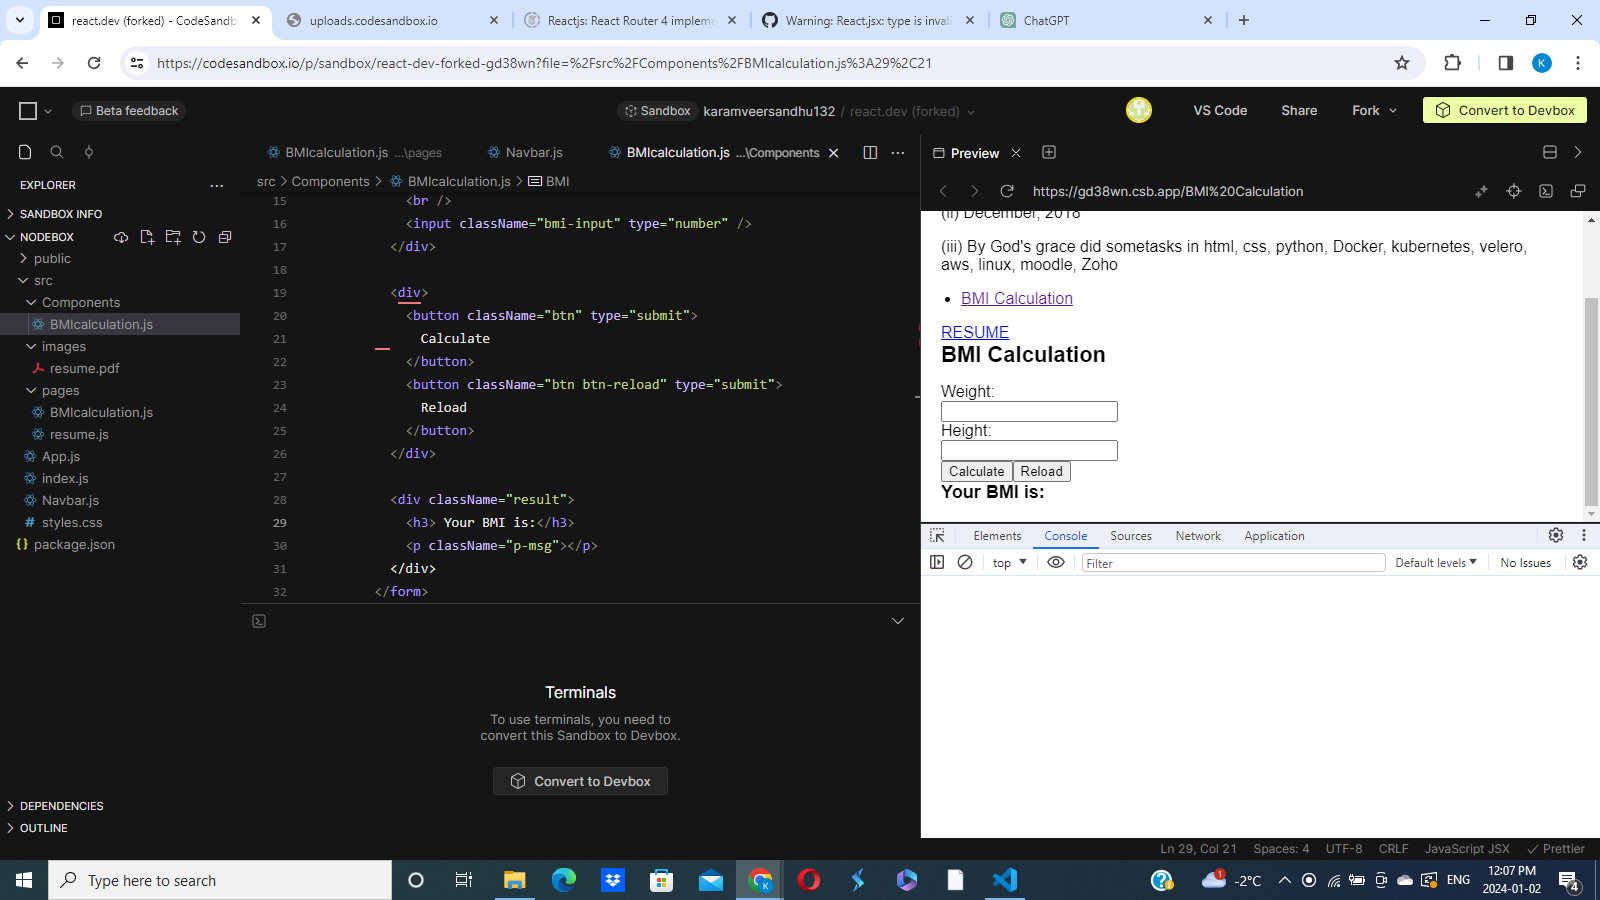 react.dev (forked) - CodeSandb
uploads.codesandbox.io
Reactjs: React Router 4 impleme
Warning: React.jsx: type is invali
ChatGPT
https://codesandbox.io/p/sandbox/react-dev-forked-gd38wn?file=%2Fsrc%2FComponents%2FBMIcalculation.js%3A29%2C21
K
Beta feedback
Sandbox karamveersandhu132 / react.dev (forked)
VS Code
Share
Fork
Convert to Devbox
EXPLORER
SANDBOX INFO
NODEBOX
public
src
Components
BMIcalculation.js
images
resume.pdf
pages
BMIcalculation.js
resume.js
App.js
index.js
Navbar.js
# styles.css
{} package.json
DEPENDENCIES
OUTLINE
BMIcalculation.js ...\pages
Navbar.js
BMIcalculation.js ...\Components
src > Components > BMIcalculation.js > BMI
15 <br />
16 <input className="bmi-input" type="number" />
17 </div>
18
19 <div>
20 <button className="btn" type="submit">
21 Calculate
22 </button>
23 <button className="btn btn-reload" type="submit">
24 Reload
25 </button>
26 </div>
27
28 <div className="result">
29 <h3> Your BMI is:</h3>
30 <p className="p-msg"></p>
31 </div>
32 </form>
Terminals
To use terminals, you need to
convert this Sandbox to Devbox.
Convert to Devbox
Preview
https://gd38wn.csb.app/BMI%20Calculation
(ii) December, 2018
(iii) By God's grace did sometasks in html, css, python, Docker, kubernetes, velero,
aws, linux, moodle, Zoho
BMI Calculation
RESUME
BMI Calculation
Weight:
Height:
Calculate Reload
Your BMI is:
Elements Console Sources Network Application
top Filter Default levels No Issues
Ln 29, Col 21 Spaces: 4 UTF-8 CRLF JavaScript JSX Prettier
Type here to search
K
1
-2°C
ENG
12:07 PM
2024-01-02
4